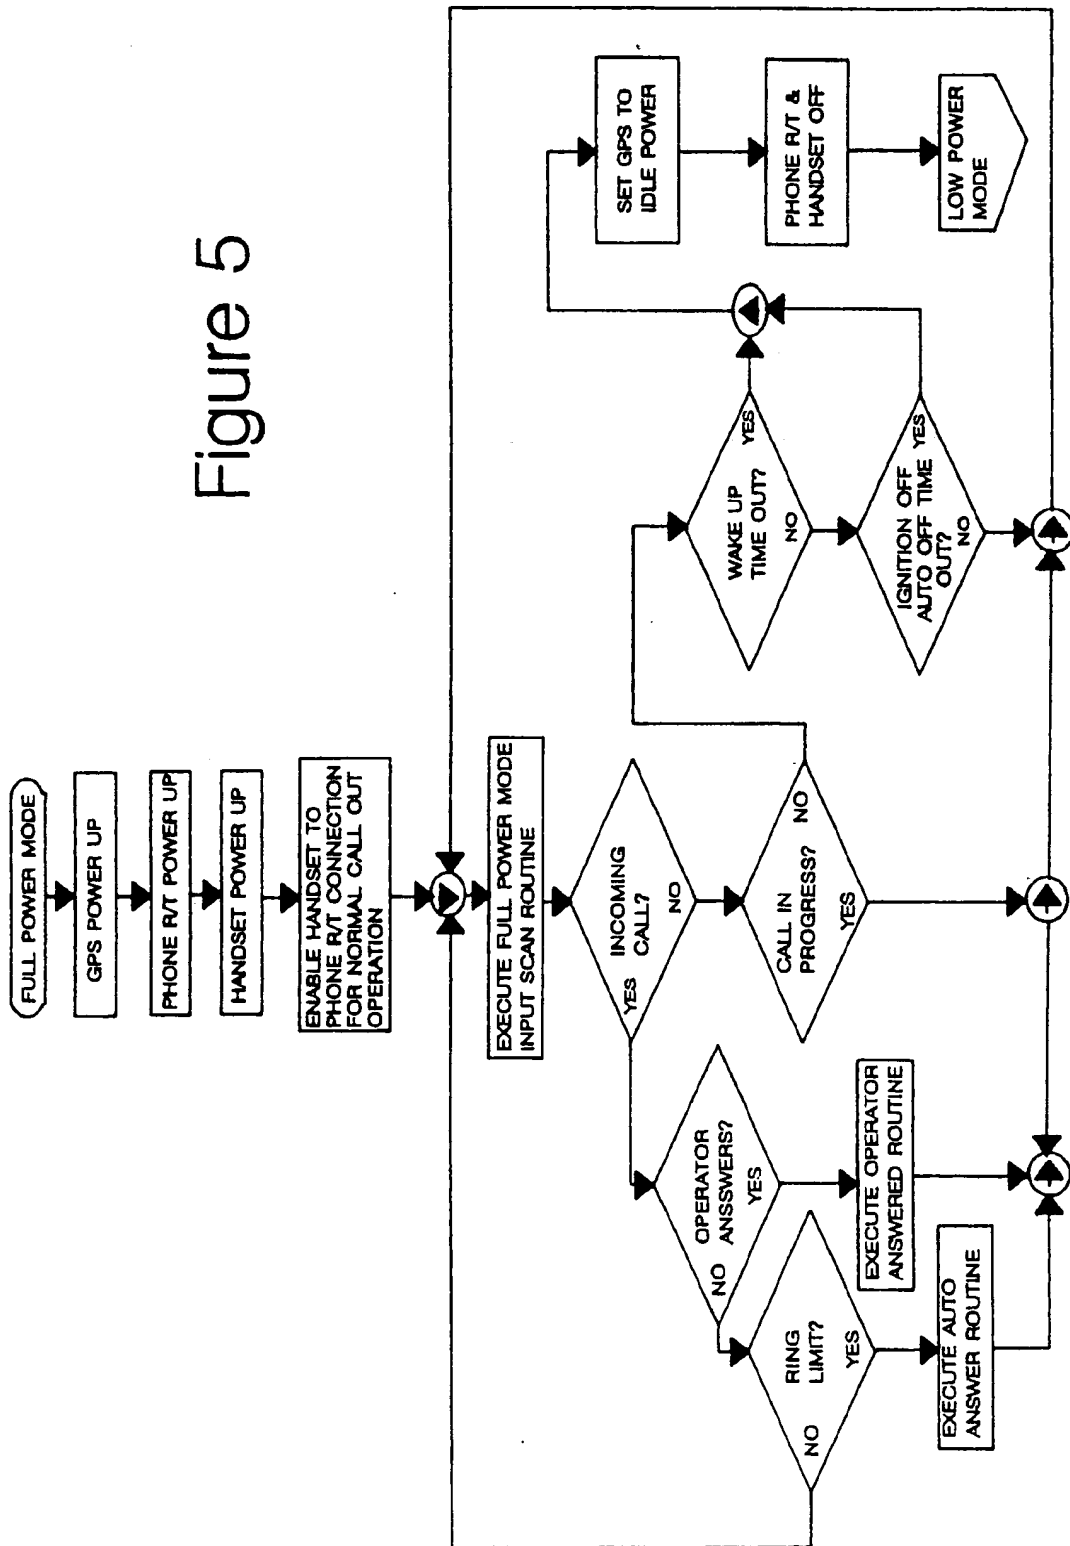 Figure 5
FULL POWER MODE
GPS POWER UP
PHONE R/T POWER UP
HANDSET POWER UP
ENABLE HANDSET TO
PHONE R/T CONNECTION
FOR NORMAL CALL OUT
OPERATION
EXECUTE FULL POWER MODE
INPUT SCAN ROUTINE
INCOMING
CALL?
YES
NO
OPERATOR
ANSSWERS?
NO
YES
RING
LIMIT?
NO
YES
EXECUTE OPERATOR
ANSWERED ROUTINE
EXECUTE AUTO
ANSWER ROUTINE
CALL IN
PROGRESS?
NO
YES
WAKE UP
TIME OUT?
YES
NO
IGNITION OFF
AUTO OFF TIME
OUT?
YES
NO
SET GPS TO
IDLE POWER
PHONE R/T &
HANDSET OFF
LOW POWER
MODE